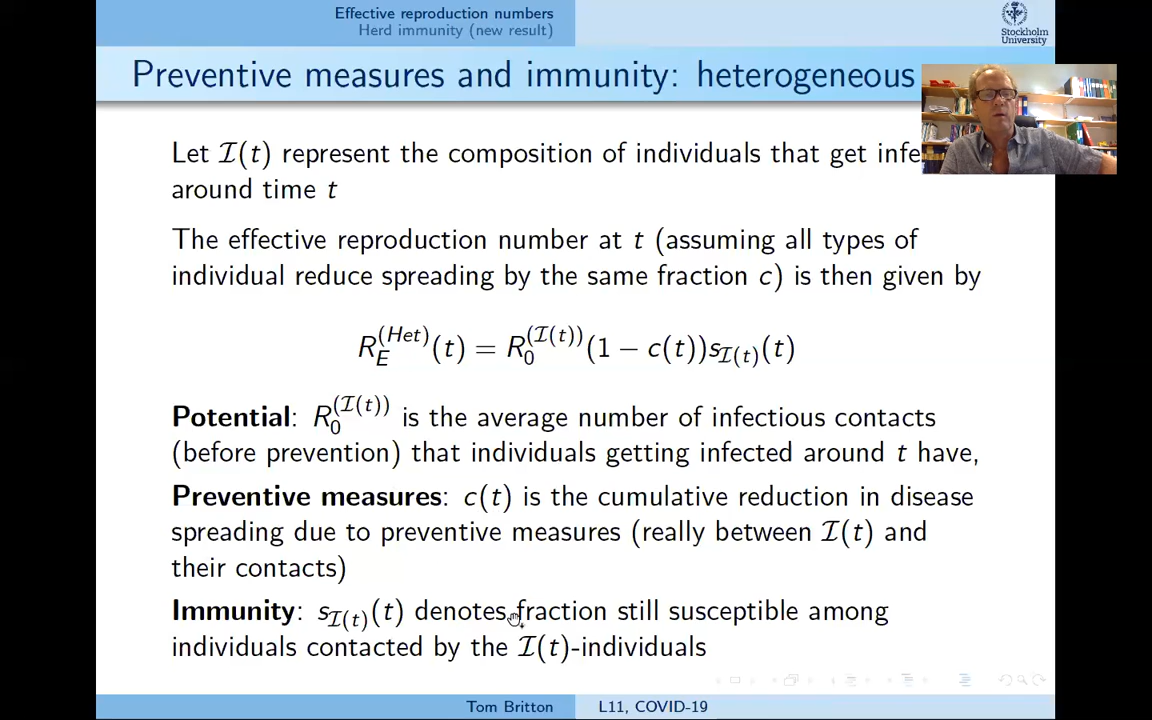 Effective reproduction numbers
Herd immunity (new result)
Stockholm
University
Preventive measures and immunity: heterogeneous
Let 𝓘(t) represent the composition of individuals that get infe
around time t
The effective reproduction number at t (assuming all types of
individual reduce spreading by the same fraction c) is then given by
R_E^{(Het)}(t) = R_0^{(𝓘(t))}(1 − c(t))s_{𝓘(t)}(t)
Potential: R_0^{(𝓘(t))} is the average number of infectious contacts
(before prevention) that individuals getting infected around t have,
Preventive measures: c(t) is the cumulative reduction in disease
spreading due to preventive measures (really between 𝓘(t) and
their contacts)
Immunity: s_{𝓘(t)}(t) denotes fraction still susceptible among
individuals contacted by the 𝓘(t)-individuals
Tom Britton
L11, COVID-19